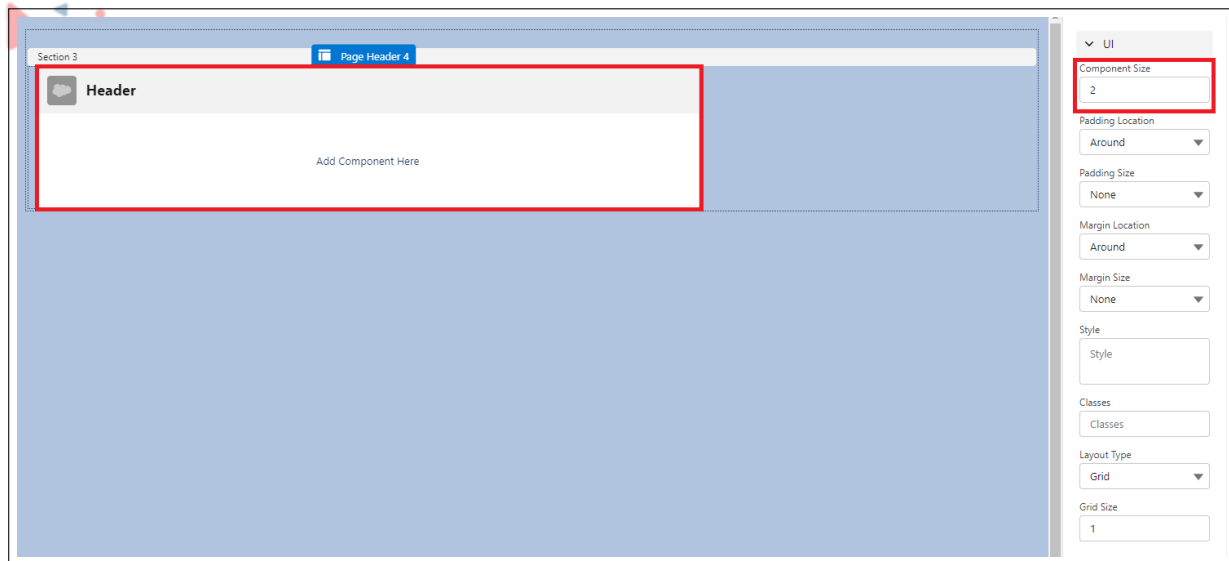 Section 3
Page Header 4
Header
Add Component Here
UI
Component Size
2
Padding Location
Around
Padding Size
None
Margin Location
Around
Margin Size
None
Style
Style
Classes
Classes
Layout Type
Grid
Grid Size
1